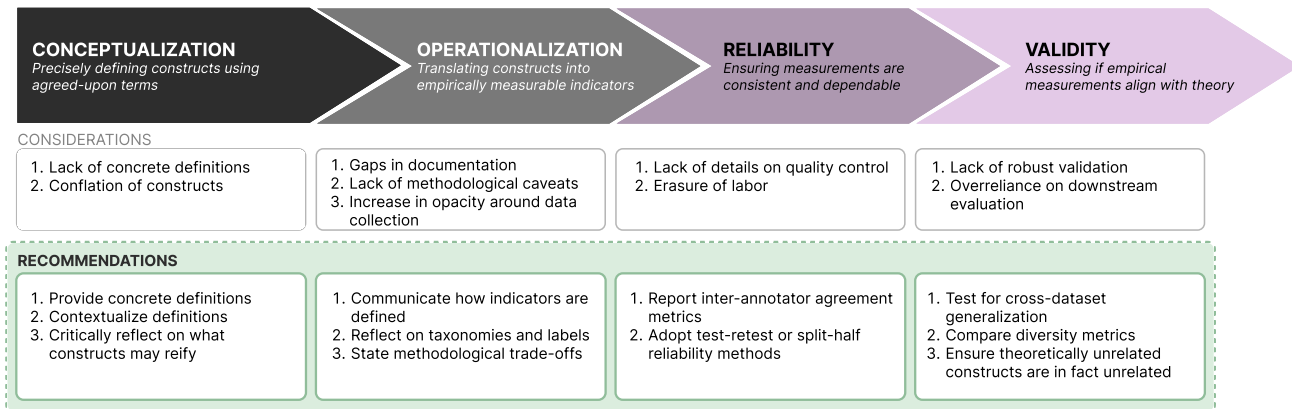 CONCEPTUALIZATION
Precisely defining constructs using
agreed-upon terms
OPERATIONALIZATION
Translating constructs into
empirically measurable indicators
RELIABILITY
Ensuring measurements are
consistent and dependable
VALIDITY
Assessing if empirical
measurements align with theory
CONSIDERATIONS
1. Lack of concrete definitions
2. Conflation of constructs
1. Gaps in documentation
2. Lack of methodological caveats
3. Increase in opacity around data
collection
1. Lack of details on quality control
2. Erasure of labor
1. Lack of robust validation
2. Overreliance on downstream
evaluation
RECOMMENDATIONS
1. Provide concrete definitions
2. Contextualize definitions
3. Critically reflect on what
constructs may reify
1. Communicate how indicators are
defined
2. Reflect on taxonomies and labels
3. State methodological trade-offs
1. Report inter-annotator agreement
metrics
2. Adopt test-retest or split-half
reliability methods
1. Test for cross-dataset
generalization
2. Compare diversity metrics
3. Ensure theoretically unrelated
constructs are in fact unrelated